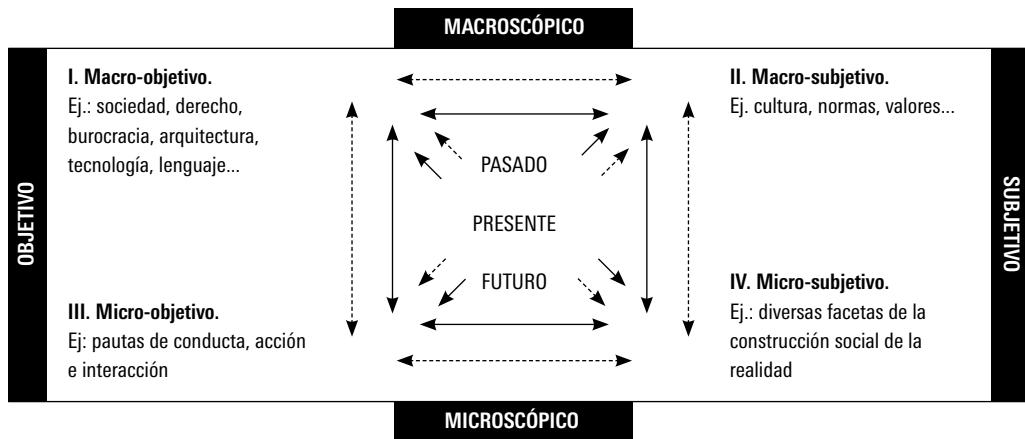 MACROSCÓPICO
OBJETIVO
I. Macro-objetivo.
Ej.: sociedad, derecho,
burocracia, arquitectura,
tecnología, lenguaje...
II. Macro-subjetivo.
Ej. cultura, normas, valores...
PASADO
PRESENTE
FUTURO
III. Micro-objetivo.
Ej: pautas de conducta, acción
e interacción
IV. Micro-subjetivo.
Ej.: diversas facetas de la
construcción social de la
realidad
SUBJETIVO
MICROSCÓPICO